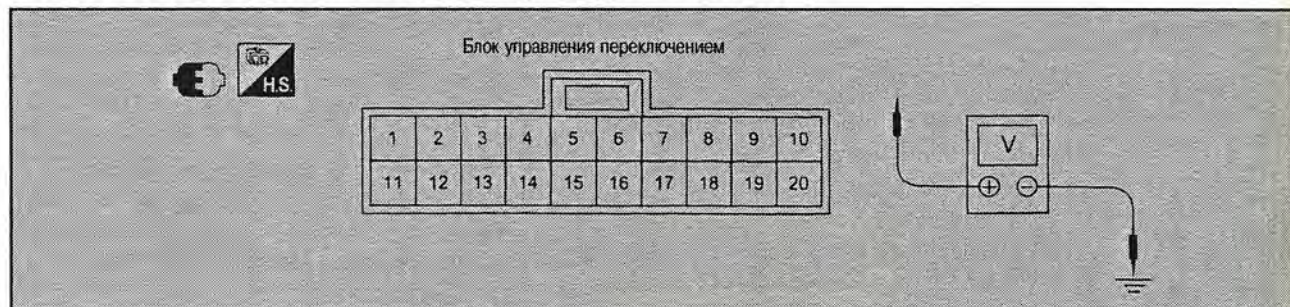 Блок управления переключением
H.S.
1 2 3 4 5 6 7 8 9 10
11 12 13 14 15 16 17 18 19 20
V
+ −